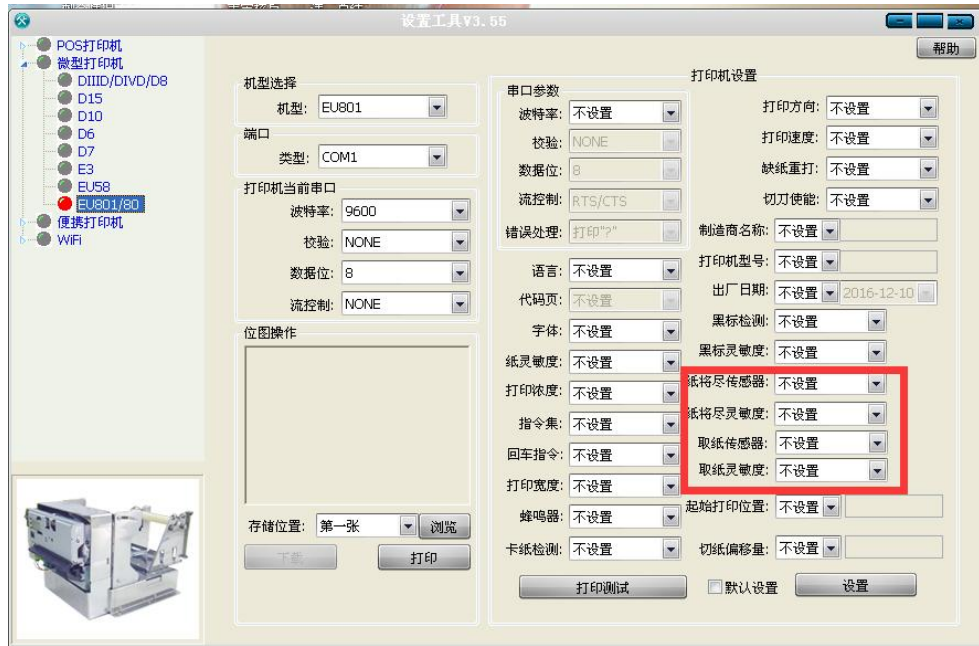 设置工具V3.55
帮助
POS打印机
微型打印机
DIIID/DIVD/D8
D15
D10
D6
D7
E3
EU58
EU801/80
便携打印机
WiFi
机型选择
机型: EU801
端口
类型: COM1
打印机当前串口
波特率: 9600
校验: NONE
数据位: 8
流控制: NONE
位图操作
存储位置: 第一张 浏览
下载 打印
打印机设置
串口参数
波特率: 不设置
校验: NONE
数据位: 8
流控制: RTS/CTS
错误处理: 打印"?"
语言: 不设置
代码页: 不设置
字体: 不设置
纸灵敏度: 不设置
打印浓度: 不设置
指令集: 不设置
回车指令: 不设置
打印宽度: 不设置
蜂鸣器: 不设置
卡纸检测: 不设置
打印方向: 不设置
打印速度: 不设置
缺纸重打: 不设置
切刀使能: 不设置
制造商名称: 不设置
打印机型号: 不设置
出厂日期: 不设置 2016-12-10
黑标检测: 不设置
黑标灵敏度: 不设置
纸将尽传感器: 不设置
纸将尽灵敏度: 不设置
取纸传感器: 不设置
取纸灵敏度: 不设置
起始打印位置: 不设置
切纸偏移量: 不设置
打印测试 默认设置 设置